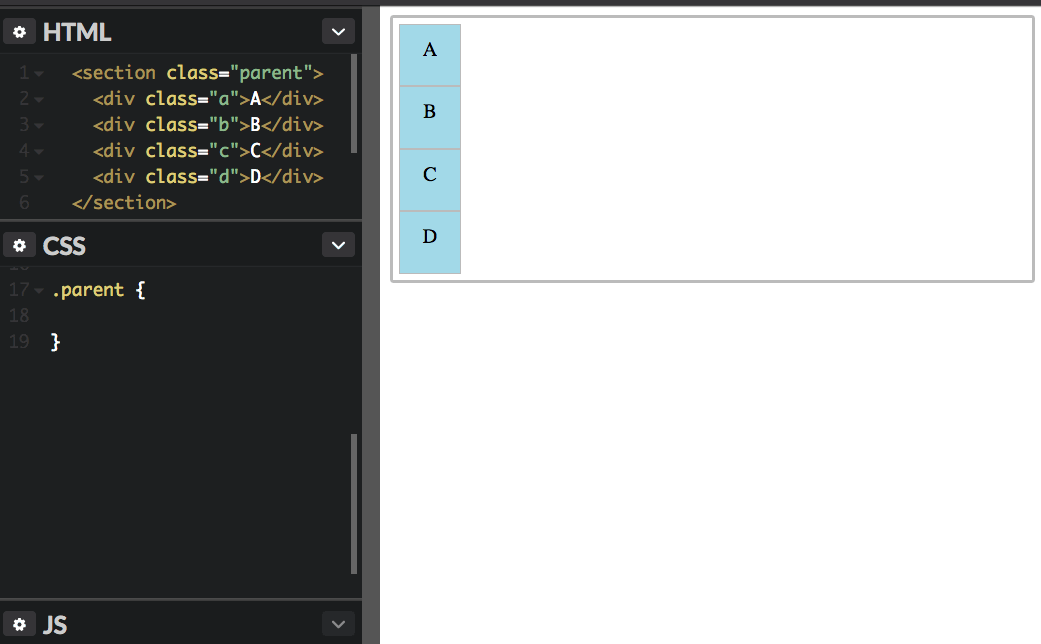 HTML
1 <section class="parent">
2 <div class="a">A</div>
3 <div class="b">B</div>
4 <div class="c">C</div>
5 <div class="d">D</div>
6 </section>
CSS
17 .parent {
18
19 }
JS
A
B
C
D